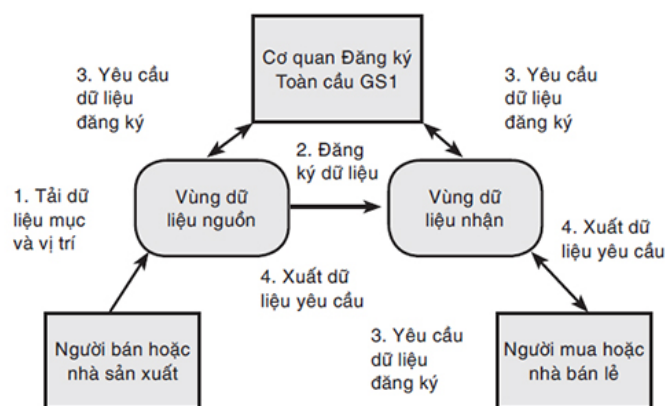 Cơ quan Đăng ký
Toàn cầu GS1
3. Yêu cầu
dữ liệu
đăng ký
3. Yêu cầu
dữ liệu
đăng ký
2. Đăng
ký dữ liệu
1. Tải dữ
liệu mục
và vị trí
Vùng dữ
liệu nguồn
Vùng dữ
liệu nhận
4. Xuất dữ
liệu yêu cầu
4. Xuất dữ
liệu yêu cầu
Người bán hoặc
nhà sản xuất
3. Yêu cầu
dữ liệu
đăng ký
Người mua hoặc
nhà bán lẻ